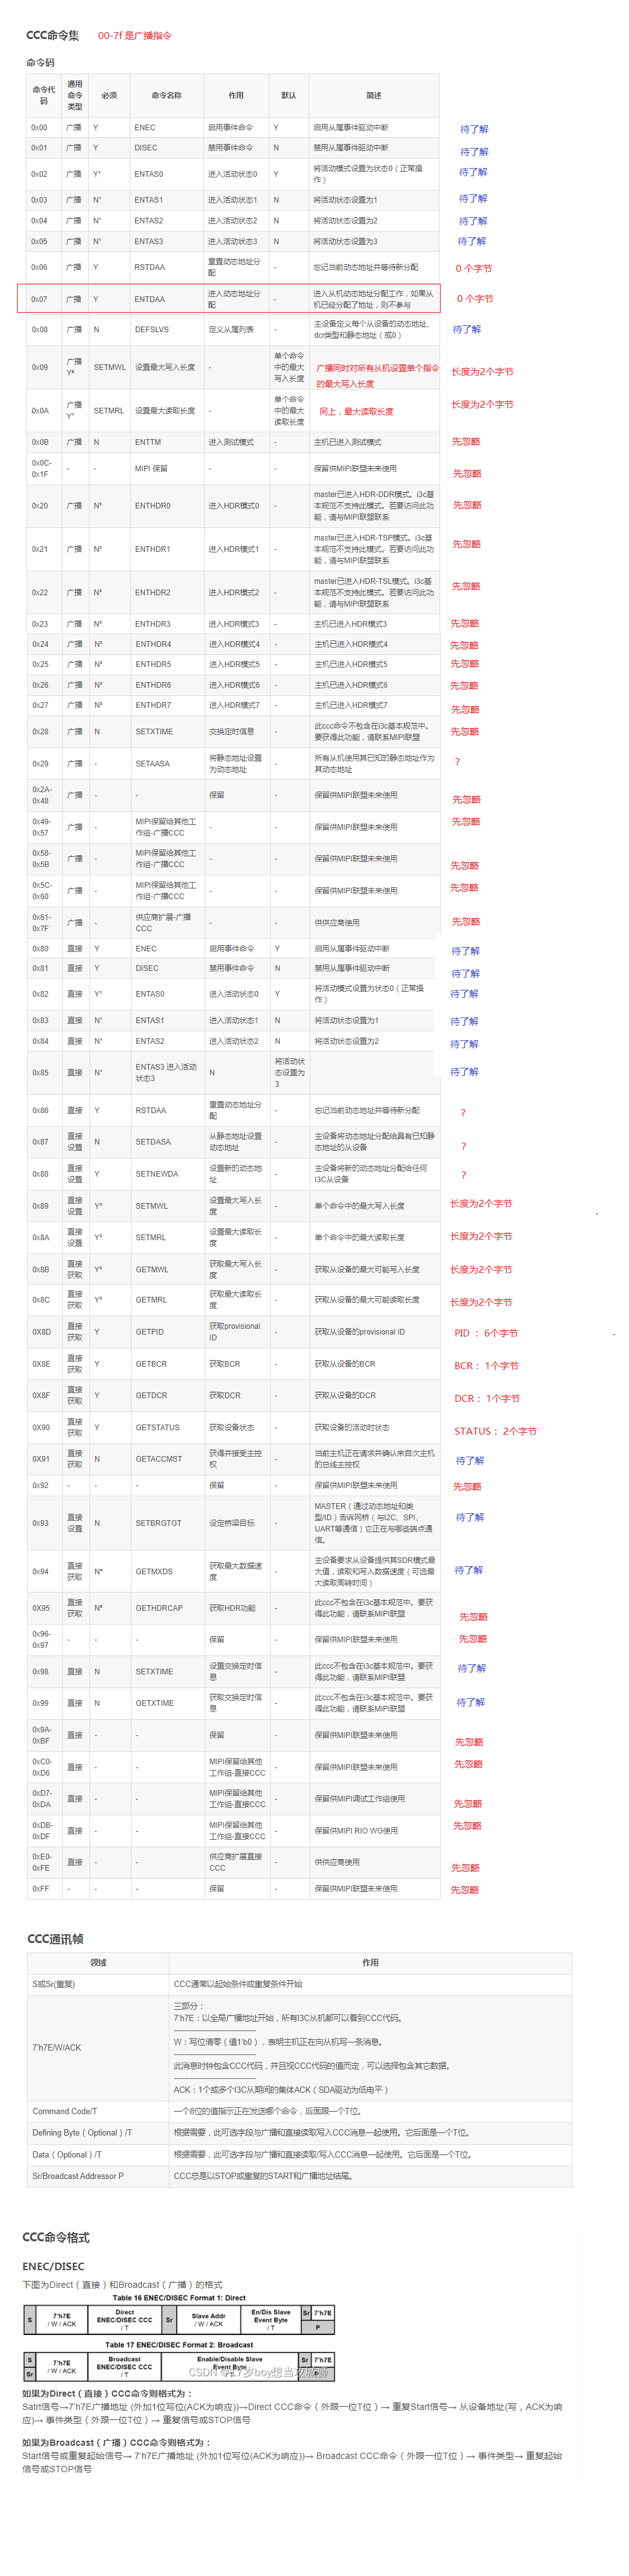 CCC命令集 00-7f 是广播指令
命令码
命令代码 通用命令类型 必须 命令名称 作用 默认 简述
0x00 广播 Y ENEC 启用事件命令 Y 启用从属事件驱动中断 待了解
0x01 广播 Y DISEC 禁用事件命令 N 禁用从属事件驱动中断 待了解
0x02 广播 Y¹ ENTAS0 进入活动状态0 Y 将活动模式设置为状态0（正常操作） 待了解
0x03 广播 N¹ ENTAS1 进入活动状态1 N 将活动状态设置为1 待了解
0x04 广播 N¹ ENTAS2 进入活动状态2 N 将活动状态设置为2 待了解
0x05 广播 N¹ ENTAS3 进入活动状态3 N 将活动状态设置为3 待了解
0x06 广播 Y RSTDAA 重置动态地址分配 - 忘记当前动态地址并等待新分配 0 个字节
0x07 广播 Y ENTDAA 进入动态地址分配 - 进入从机动态地址分配工作，如果从机已经分配了地址，则不参与 0 个字节
0x08 广播 N DEFSLVS 定义从属列表 - 主设备定义每个从设备的动态地址、dcr类型和静态地址（或0） 待了解
0x09 广播 Y⁶ SETMWL 设置最大写入长度 - 单个命令中的最大写入长度 广播同时对所有从机设置单个指令的最大写入长度 长度为2个字节
0x0A 广播 Y⁷ SETMRL 设置最大读取长度 - 单个命令中的最大读取长度 同上，最大读取长度 长度为2个字节
0x0B 广播 N ENTTM 进入测试模式 - 主机已进入测试模式 先忽略
0x0C-0x1F - - MIPI 保留 - - 保留供MIPI联盟未来使用 先忽略
0x20 广播 N³ ENTHDR0 进入HDR模式0 - master已进入HDR-DDR模式。i3c基本规范不支持此模式。若要访问此功能，请与MIPI联盟联系 先忽略
0x21 广播 N³ ENTHDR1 进入HDR模式1 - master已进入HDR-TSP模式。i3c基本规范不支持此模式。若要访问此功能，请与MIPI联盟联系 先忽略
0x22 广播 N³ ENTHDR2 进入HDR模式2 - master已进入HDR-TSL模式。i3c基本规范不支持此模式。若要访问此功能，请与MIPI联盟联系 先忽略
0x23 广播 N³ ENTHDR3 进入HDR模式3 - 主机已进入HDR模式3 先忽略
0x24 广播 N³ ENTHDR4 进入HDR模式4 - 主机已进入HDR模式4 先忽略
0x25 广播 N³ ENTHDR5 进入HDR模式5 - 主机已进入HDR模式5 先忽略
0x26 广播 N³ ENTHDR6 进入HDR模式6 - 主机已进入HDR模式6 先忽略
0x27 广播 N³ ENTHDR7 进入HDR模式7 - 主机已进入HDR模式7 先忽略
0x28 广播 N SETXTIME 交换定时信息 - 此ccc命令不包含在i3c基本规范中。要获得此功能，请联系MIPI联盟 先忽略
0x29 广播 - SETAASA 将静态地址设置为动态地址 - 所有从机使用其已知的静态地址作为其动态地址 ?
0x2A-0x48 广播 - - 保留 - 保留供MIPI联盟未来使用 先忽略
0x49-0x57 广播 - MIPI保留给其他工作组-广播CCC - - 保留供MIPI联盟未来使用 先忽略
0x58-0x5B 广播 - MIPI保留给其他工作组-广播CCC - - 保留供MIPI联盟未来使用 先忽略
0x5C-0x60 广播 - MIPI保留给其他工作组-广播CCC - - 保留供MIPI联盟未来使用 先忽略
0x61-0x7F 广播 - 供应商扩展-广播CCC - - 供供应商使用 先忽略
0x80 直接 Y ENEC 启用事件命令 Y 启用从属事件驱动中断 待了解
0x81 直接 Y DISEC 禁用事件命令 N 禁用从属事件驱动中断 待了解
0x82 直接 Y¹ ENTAS0 进入活动状态0 Y 将活动模式设置为状态0（正常操作） 待了解
0x83 直接 N¹ ENTAS1 进入活动状态1 N 将活动状态设置为1 待了解
0x84 直接 N¹ ENTAS2 进入活动状态2 N 将活动状态设置为2 待了解
0x85 直接 N¹ ENTAS3 进入活动状态3 N 将活动状态设置为3 待了解
0x86 直接 Y RSTDAA 重置动态地址分配 - 忘记当前动态地址并等待新分配 ?
0x87 直接设置 N SETDASA 从静态地址设置动态地址 - 主设备将动态地址分配给具有已知静态地址的从设备 ?
0x88 直接设置 Y SETNEWDA 设置新的动态地址 - 主设备将新的动态地址分配给任何I3C从设备 ?
0x89 直接设置 Y² SETMWL 设置最大写入长度 - 单个命令中的最大写入长度 长度为2个字节
0x8A 直接设置 Y² SETMRL 设置最大读取长度 - 单个命令中的最大读取长度 长度为2个字节
0x8B 直接获取 Y² GETMWL 获取最大写入长度 - 获取从设备的最大可能写入长度 长度为2个字节
0x8C 直接获取 Y² GETMRL 获取最大读取长度 - 获取从设备的最大可能读取长度 长度为2个字节
0X8D 直接获取 Y GETPID 获取provisional ID - 获取从设备的provisional ID PID ： 6个字节
0X8E 直接获取 Y GETBCR 获取BCR - 获取从设备的BCR BCR： 1个字节
0X8F 直接获取 Y GETDCR 获取DCR - 获取从设备的DCR DCR： 1个字节
0X90 直接获取 Y GETSTATUS 获取设备状态 - 获取设备的活动时状态 STATUS： 2个字节
0X91 直接获取 N GETACCMST 获得并接受主控权 - 当前主机正在请求并确认来自次主机的总线主控权 待了解
0x92 - - - 保留 - 保留供MIPI联盟未来使用 先忽略
0x93 直接设置 N SETBRGTGT 设定桥梁目标 - MASTER（通过动态地址和类型/ID）告诉网桥（与I2C、SPI、UART等通信）它正在与哪些端点通信。 待了解
0x94 直接获取 N⁴ GETMXDS 获取最大数据速度 - 主设备要求从设备提供其SDR模式最大值，读取和写入数据速度（可选最大读取周转时间） 待了解
0X95 直接获取 N⁵ GETHDRCAP 获取HDR功能 - 此ccc不包含在i3c基本规范中。要获得此功能，请联系MIPI联盟 先忽略
0x96-0x97 - - - 保留 - 保留供MIPI联盟未来使用 先忽略
0x98 直接 N SETXTIME 设置交换定时信息 - 此ccc不包含在i3c基本规范中。要获得此功能，请联系MIPI联盟 待了解
0x99 直接 N GETXTIME 获取交换定时信息 - 此ccc不包含在i3c基本规范中。要获得此功能，请联系MIPI联盟 待了解
0x9A-0xBF 直接 - - 保留 - 保留供MIPI联盟未来使用 先忽略
0xC0-0xD6 直接 - - MIPI保留给其他工作组-直接CCC - 保留供MIPI联盟未来使用 先忽略
0xD7-0xDA 直接 - - MIPI保留给其他工作组-直接CCC - 保留供MIPI调试工作组使用 先忽略
0xDB-0xDF 直接 - - MIPI保留给其他工作组-直接CCC - 保留供MIPI RIO WG使用 先忽略
0xE0-0xFE 直接 - - 供应商扩展直接CCC - 供供应商使用 先忽略
0xFF - - - 保留 - 保留供MIPI联盟未来使用 先忽略
CCC通讯帧
领域 作用
S或Sr(重复) CCC通常以起始条件或重复条件开始
7'h7E/W/ACK 三部分：
7'h7E：以全局广播地址开始，所有I3C从机都可以看到CCC代码。
------------------------------
W：写位清零（值1'b0），表明主机正在向从机写一条消息。
------------------------------
此消息时钟包含CCC代码，并且视CCC代码的值而定，可以选择包含其它数据。
------------------------------
ACK：1个或多个I3C从期间的集体ACK（SDA驱动为低电平）
Command Code/T 一个8位的值指示正在发送哪个命令，后面跟一个T位。
Defining Byte（Optional）/T 根据需要，此可选字段与广播和直接读取写入CCC消息一起使用。它后面是一个T位。
Data（Optional）/T 根据需要，此可选字段与广播和直接读取/写入CCC消息一起使用。它后面是一个T位。
Sr/Broadcast Addressor P CCC总是以STOP或重复的START和广播地址结尾。
CCC命令格式
ENEC/DISEC
下图为Direct（直接）和Broadcast（广播）的格式
Table 16 ENEC/DISEC Format 1: Direct
S 7'h7E / W / ACK Direct ENEC/DISEC CCC / T Sr Slave Addr / W / ACK En/Dis Slave Event Byte / T Sr 7'h7E P
Table 17 ENEC/DISEC Format 2: Broadcast
S Sr 7'h7E / W / ACK Broadcast ENEC/DISEC CCC / T Enable/Disable Slave Event Byte / T Sr 7'h7E P
如果为Direct（直接）CCC命令则格式为：
Satrt信号→7'h7E广播地址 (外加1位写位(ACK为响应))→Direct CCC命令（外跟一位T位）→ 重复Start信号→ 从设备地址(写，ACK为响
应)→ 事件类型（外跟一位T位）→ 重复信号或STOP信号
如果为Broadcast（广播）CCC命令则格式为：
Start信号或重复起始信号→ 7'h7E广播地址 (外加1位写位(ACK为响应))→ Broadcast CCC命令（外跟一位T位）→ 事件类型→ 重复起始
信号或STOP信号